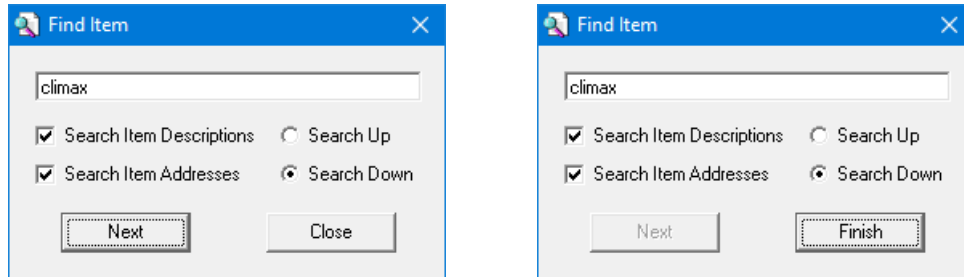 Find Item
climax
Search Item Descriptions
Search Up
Search Item Addresses
Search Down
Next
Close
Find Item
climax
Search Item Descriptions
Search Up
Search Item Addresses
Search Down
Next
Finish